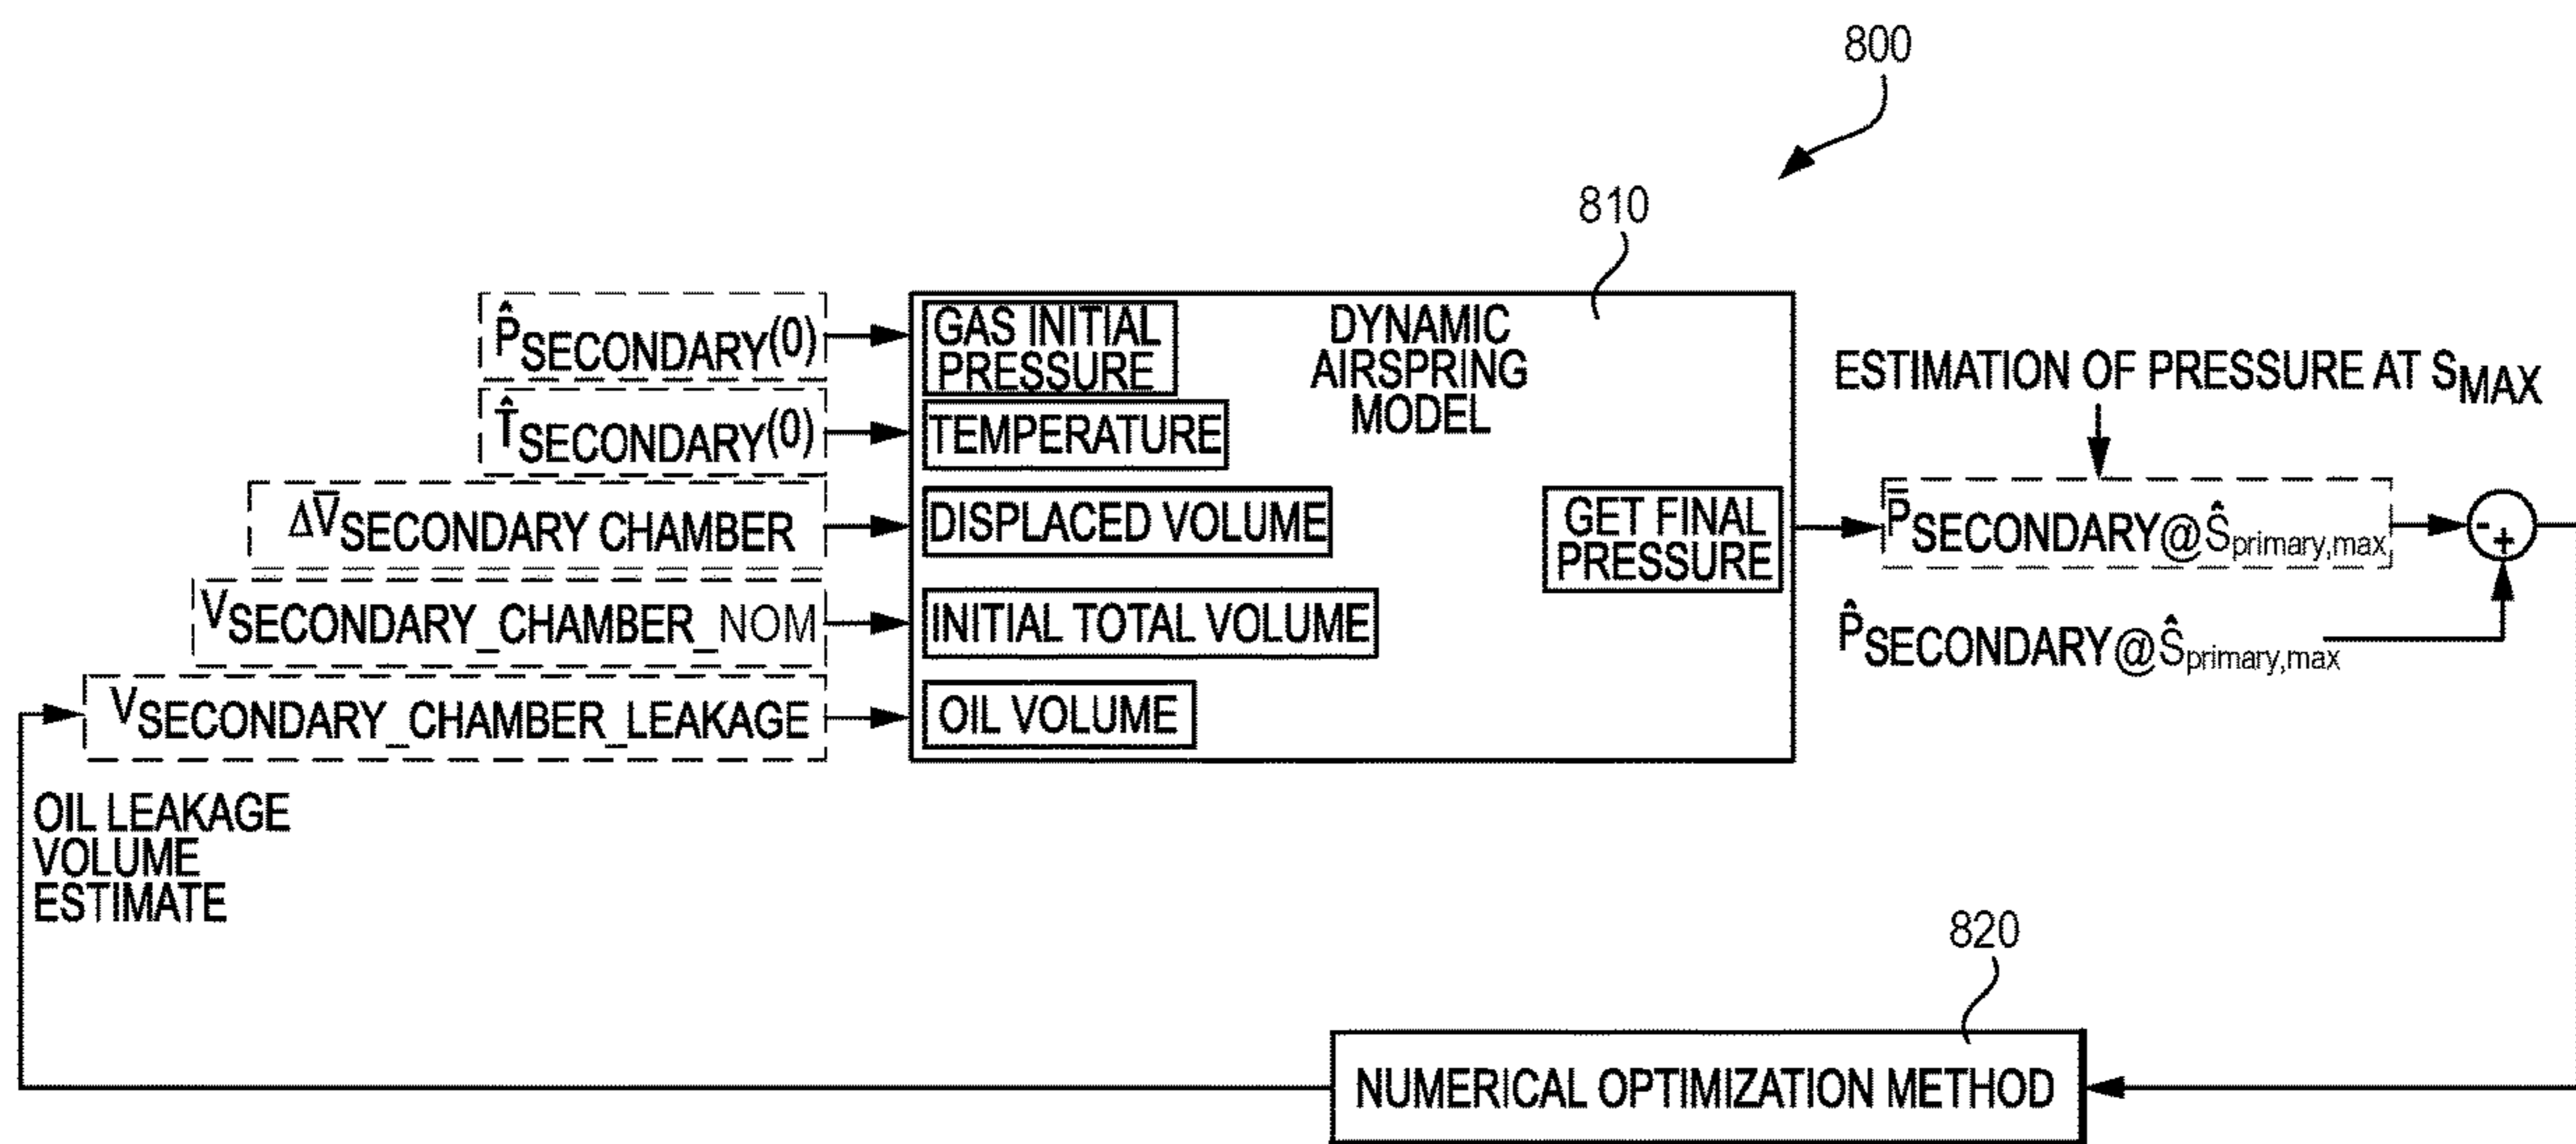 800
810
P̂SECONDARY(0)
GAS INITIAL
PRESSURE
DYNAMIC
AIRSPRING
MODEL
T̂SECONDARY(0)
TEMPERATURE
ESTIMATION OF PRESSURE AT SMAX
ΔV̅SECONDARY CHAMBER
DISPLACED VOLUME
GET FINAL
PRESSURE
P̅SECONDARY@Ŝprimary,max
-
+
VSECONDARY_CHAMBER_NOM
INITIAL TOTAL VOLUME
P̂SECONDARY@Ŝprimary,max
VSECONDARY_CHAMBER_LEAKAGE
OIL VOLUME
OIL LEAKAGE
VOLUME
ESTIMATE
820
NUMERICAL OPTIMIZATION METHOD